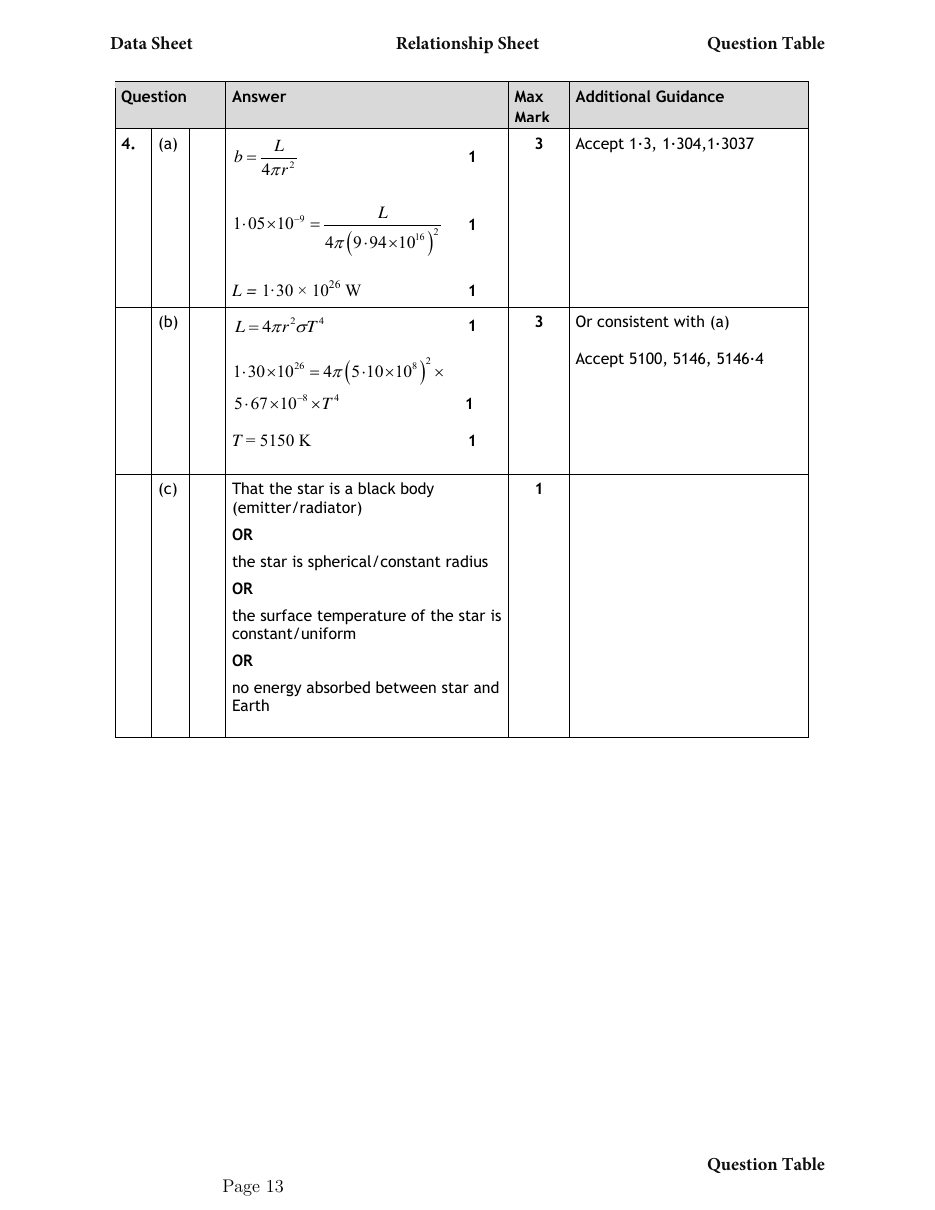 Data Sheet Relationship Sheet Question Table
Question Answer Max Mark Additional Guidance
4. (a) b = L / 4πr² 1 3 Accept 1·3, 1·304,1·3037
1·05×10⁻⁹ = L / 4π(9·94×10¹⁶)² 1
L = 1·30 × 10²⁶ W 1
(b) L = 4πr²σT⁴ 1 3 Or consistent with (a)
Accept 5100, 5146, 5146·4
1·30×10²⁶ = 4π(5·10×10⁸)² ×
5·67×10⁻⁸ ×T⁴ 1
T = 5150 K 1
(c) That the star is a black body 1
(emitter/radiator)
OR
the star is spherical/constant radius
OR
the surface temperature of the star is
constant/uniform
OR
no energy absorbed between star and
Earth
Question Table
Page 13